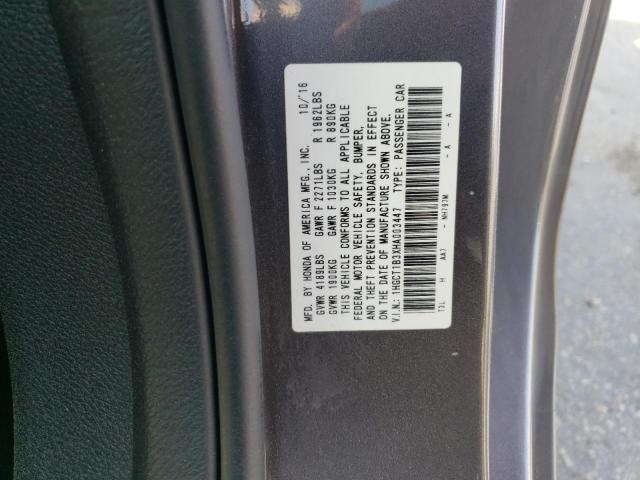 MFD. BY HONDA OF AMERICA MFG., INC. 10/'16
GVWR 4189LBS GAWR F 2271LBS R 1962LBS
GVWR 1900KG GAWR F 1030KG R 890KG
THIS VEHICLE CONFORMS TO ALL APPLICABLE
FEDERAL MOTOR VEHICLE SAFETY, BUMPER,
AND THEFT PREVENTION STANDARDS IN EFFECT
ON THE DATE OF MANUFACTURE SHOWN ABOVE.
V.I.N.: 1HGCT1B3XHA003447 TYPE: PASSENGER CAR
T3L H AA7 NH797M - A - A